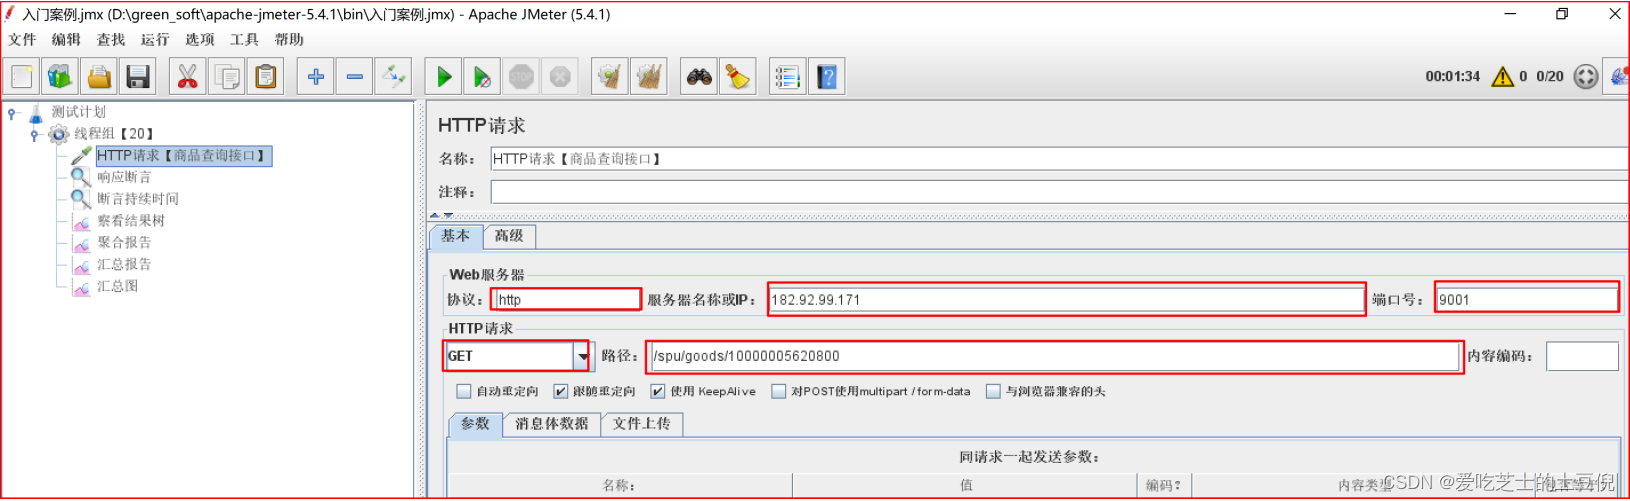 入门案例.jmx (D:\green_soft\apache-jmeter-5.4.1\bin\入门案例.jmx) - Apache JMeter (5.4.1)
文件 编辑 查找 运行 选项 工具 帮助
STOP 00:01:34 0 0/20
测试计划
线程组【20】
HTTP请求【商品查询接口】
响应断言
断言持续时间
察看结果树
聚合报告
汇总报告
汇总图
HTTP请求
名称： HTTP请求【商品查询接口】
注释：
基本 高级
Web服务器
协议： http 服务器名称或IP： 182.92.99.171 端口号： 9001
HTTP请求
GET 路径： /spu/goods/10000005620800 内容编码：
自动重定向 跟随重定向 使用 KeepAlive 对POST使用multipart / form-data 与浏览器兼容的头
参数 消息体数据 文件上传
同请求一起发送参数：
名称： 值 编码？ 内容类型
CSDN @爱吃芝士的土豆倪